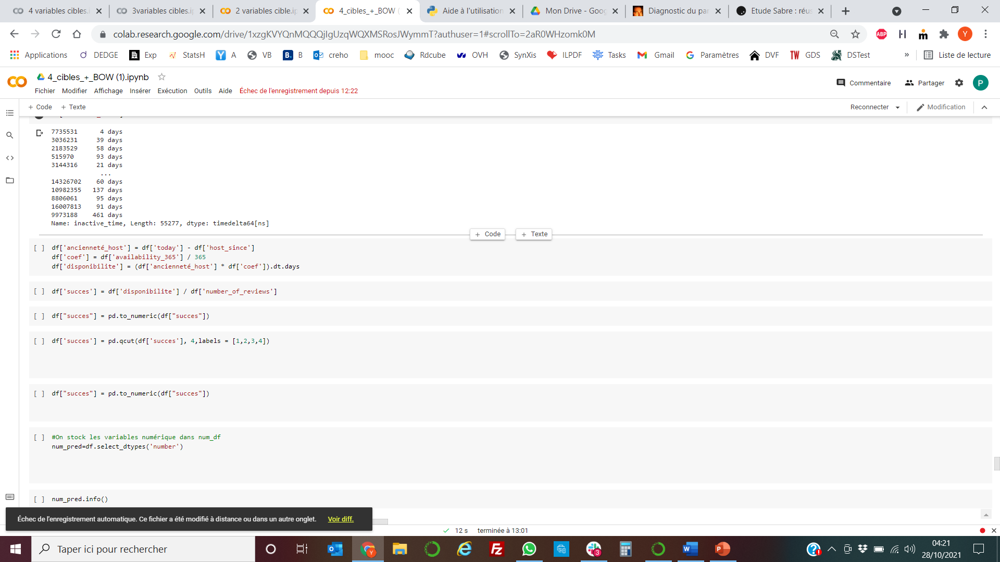 4 variables cibles.i
3variables cibles.i
2 variables cible.ip
4_cibles_+_BOW (
Aide à l'utilisation
Mon Drive - Goog
Diagnostic du par
Etude Sabre : réus
colab.research.google.com/drive/1xzgKVYQnMQQQjIgUzqWQXMSRosJWymmT?authuser=1#scrollTo=2aR0WHzomk0M
ABP
Y
Applications
DEDGE
Exp
StatsH
A
VB
B
creho
mooc
Rdcube
OVH
SynXis
ILPDF
Tasks
Gmail
Paramètres
DVF
TW GDS
DSTest
»
Liste de lecture
4_cibles_+_BOW (1).ipynb
Commentaire
Partager
P
Fichier Modifier Affichage Insérer Exécution Outils Aide Échec de l'enregistrement depuis 12:22
+ Code + Texte
Reconnecter
Modification
7735531 4 days
3036231 39 days
2183529 58 days
515970 93 days
3144316 21 days
...
14326702 60 days
10982355 137 days
8806061 95 days
16007813 91 days
9973188 461 days
Name: inactive_time, Length: 55277, dtype: timedelta64[ns]
+ Code + Texte
[ ] df['ancienneté_host'] = df['today'] - df['host_since']
df['coef'] = df['availability_365'] / 365
df['disponibilite'] = (df['ancienneté_host'] * df['coef']).dt.days
[ ] df['succes'] = df['disponibilite'] / df['number_of_reviews']
[ ] df["succes"] = pd.to_numeric(df["succes"])
[ ] df['succes'] = pd.qcut(df['succes'], 4,labels = [1,2,3,4])
[ ] df["succes"] = pd.to_numeric(df["succes"])
[ ] #On stock les variables numérique dans num_df
num_pred=df.select_dtypes('number')
[ ] num_pred.info()
Échec de l'enregistrement automatique. Ce fichier a été modifié à distance ou dans un autre onglet. Voir diff.
12 s terminée à 13:01
Taper ici pour rechercher
04:21
28/10/2021